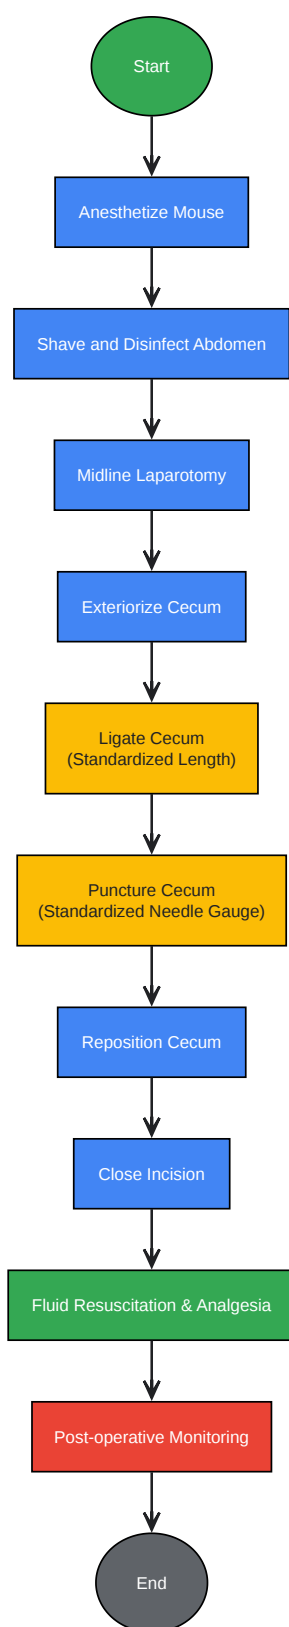 Start
Anesthetize Mouse
Shave and Disinfect Abdomen
Midline Laparotomy
Exteriorize Cecum
Ligate Cecum
(Standardized Length)
Puncture Cecum
(Standardized Needle Gauge)
Reposition Cecum
Close Incision
Fluid Resuscitation & Analgesia
Post-operative Monitoring
End